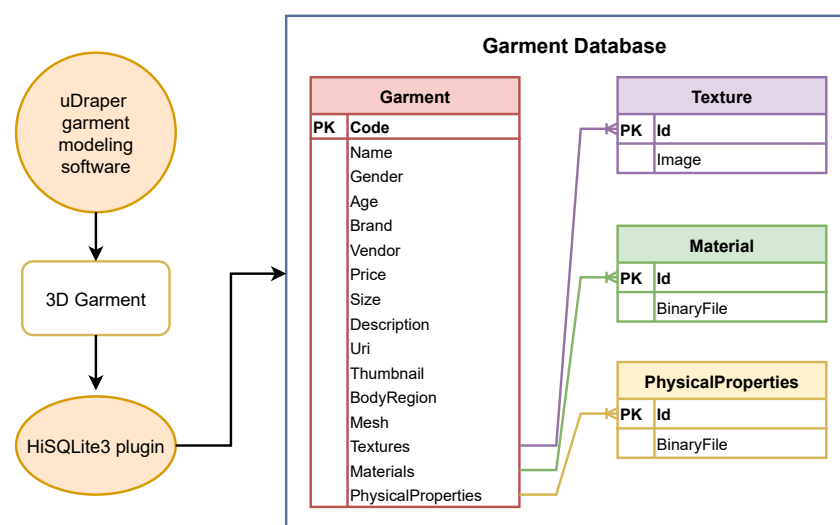 uDraper
garment
modeling
software
3D Garment
HiSQLite3 plugin
Garment Database
Garment
PK Code
Name
Gender
Age
Brand
Vendor
Price
Size
Description
Uri
Thumbnail
BodyRegion
Mesh
Textures
Materials
PhysicalProperties
Texture
PK Id
Image
Material
PK Id
BinaryFile
PhysicalProperties
PK Id
BinaryFile